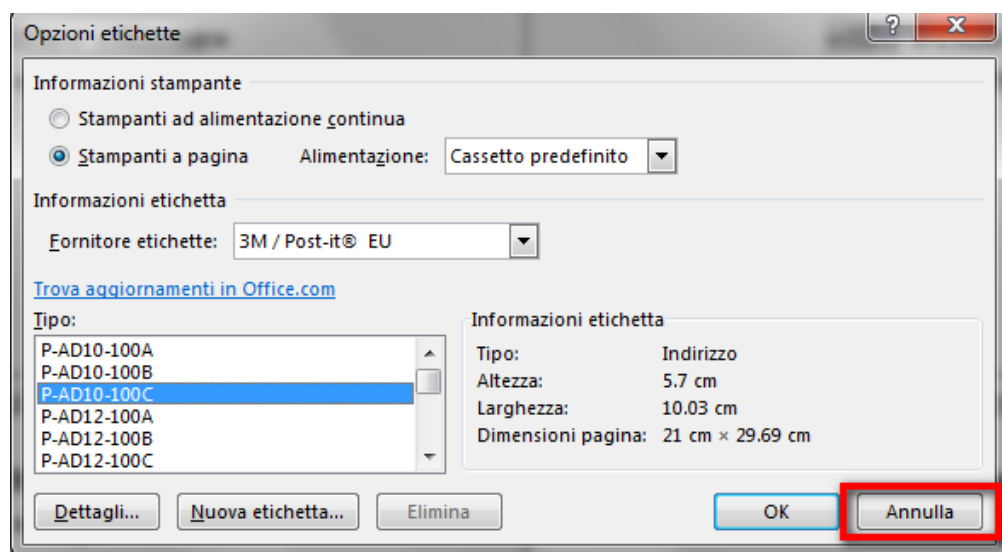 Opzioni etichette
Informazioni stampante
Stampanti ad alimentazione continua
Stampanti a pagina Alimentazione: Cassetto predefinito
Informazioni etichetta
Fornitore etichette: 3M / Post-it® EU
Trova aggiornamenti in Office.com
Tipo:
P-AD10-100A
P-AD10-100B
P-AD10-100C
P-AD12-100A
P-AD12-100B
P-AD12-100C
Informazioni etichetta
Tipo: Indirizzo
Altezza: 5.7 cm
Larghezza: 10.03 cm
Dimensioni pagina: 21 cm × 29.69 cm
Dettagli... Nuova etichetta... Elimina OK Annulla